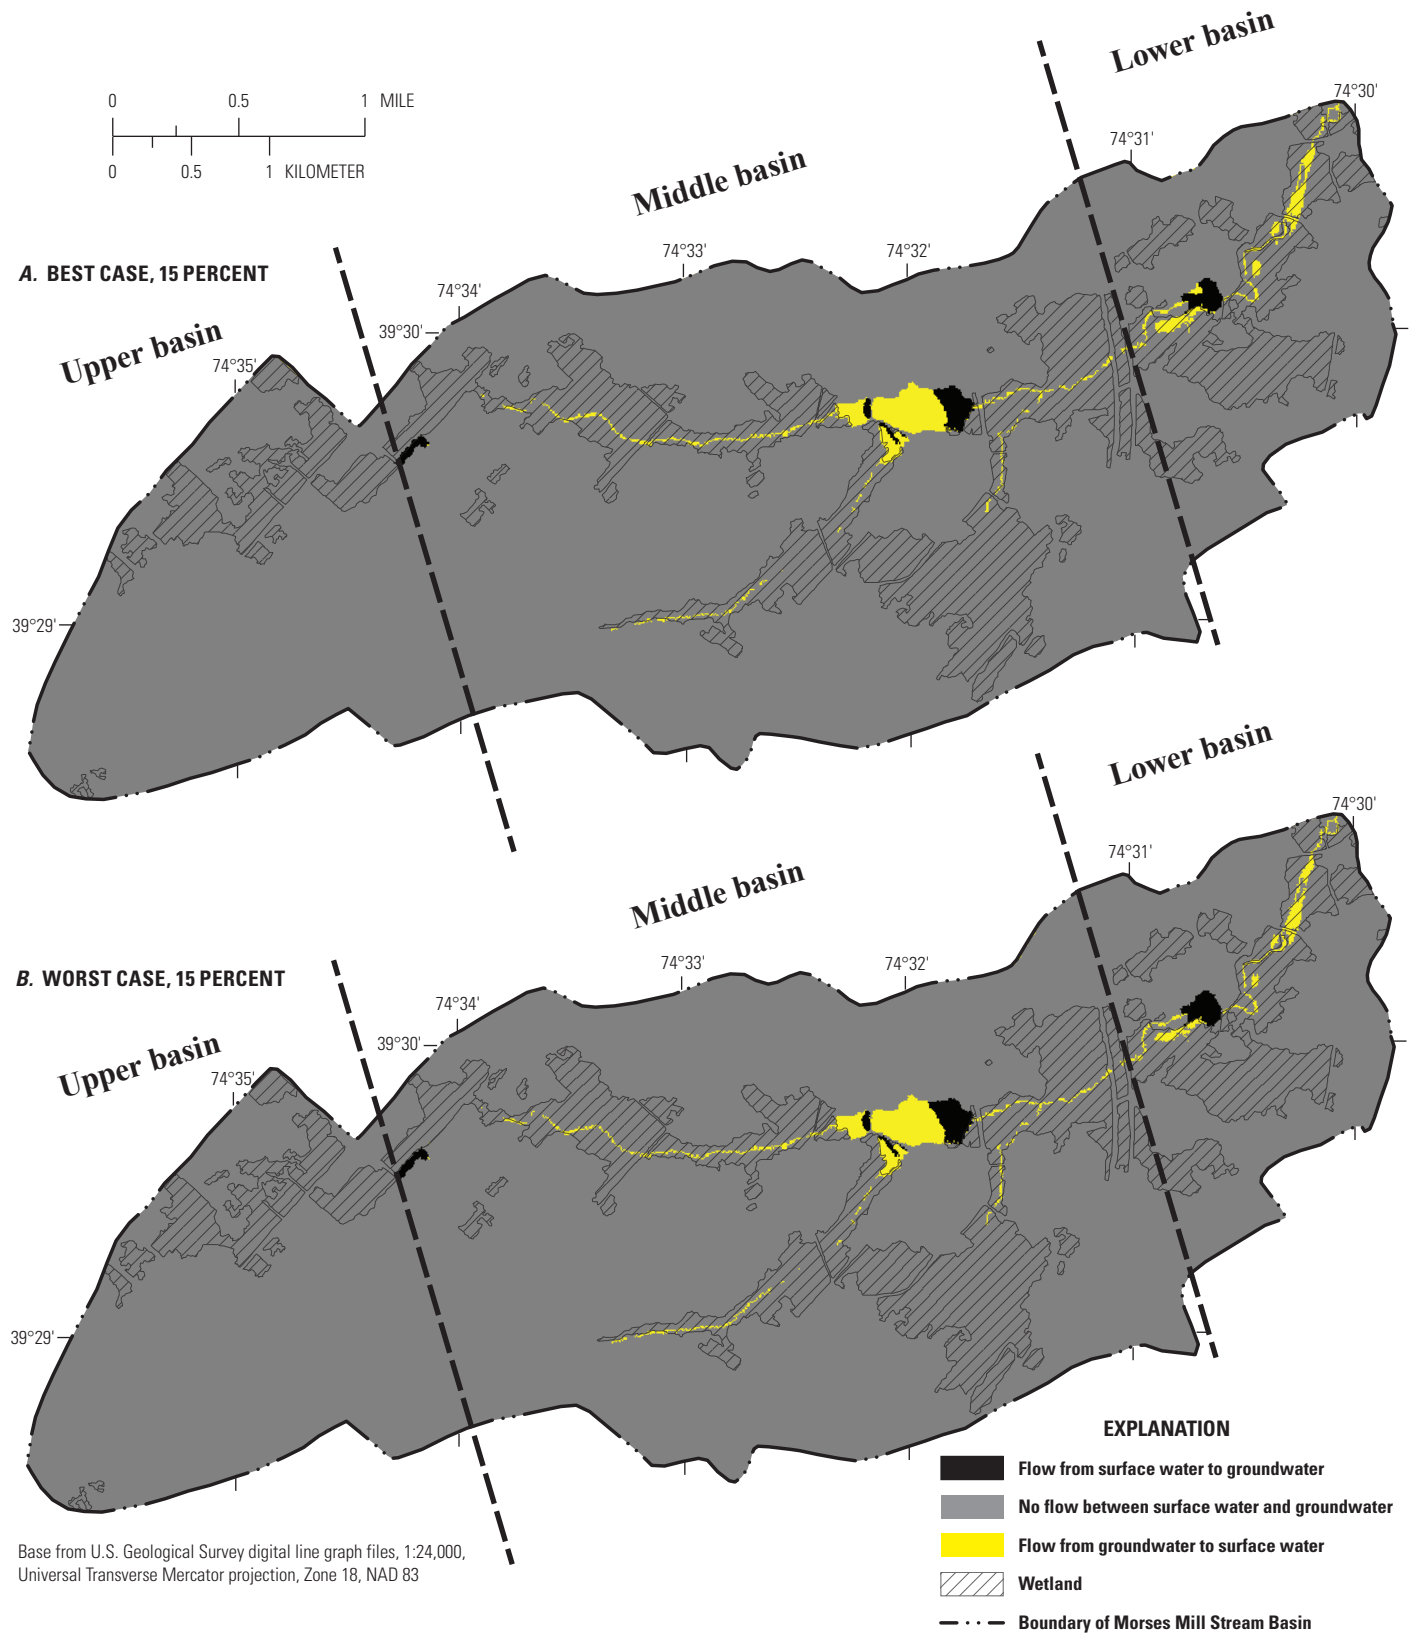 Lower basin
74°30'
0 0.5 1 MILE
74°31'
0 0.5 1 KILOMETER
Middle basin
74°33'
74°32'
A. BEST CASE, 15 PERCENT
74°34'
39°30'
Upper basin
74°35'
39°29'
Lower basin
74°30'
74°31'
Middle basin
74°33'
74°32'
B. WORST CASE, 15 PERCENT
74°34'
39°30'
Upper basin
74°35'
39°29'
EXPLANATION
Flow from surface water to groundwater
No flow between surface water and groundwater
Flow from groundwater to surface water
Wetland
Boundary of Morses Mill Stream Basin
Base from U.S. Geological Survey digital line graph files, 1:24,000,
Universal Transverse Mercator projection, Zone 18, NAD 83